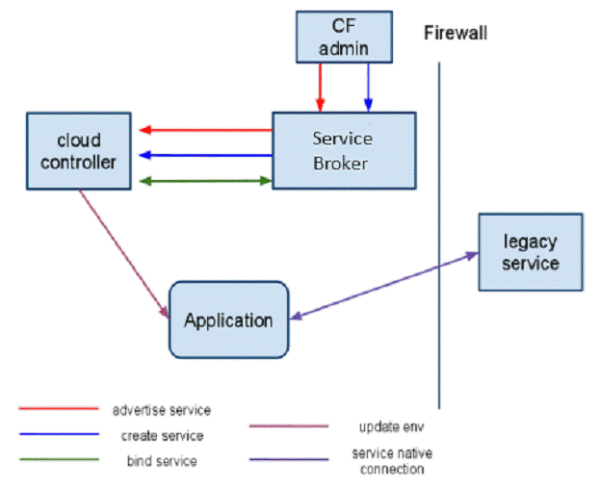 CF
admin
Firewall
cloud
controller
Service
Broker
legacy
service
Application
advertise service
create service
bind service
update env
service native
connection